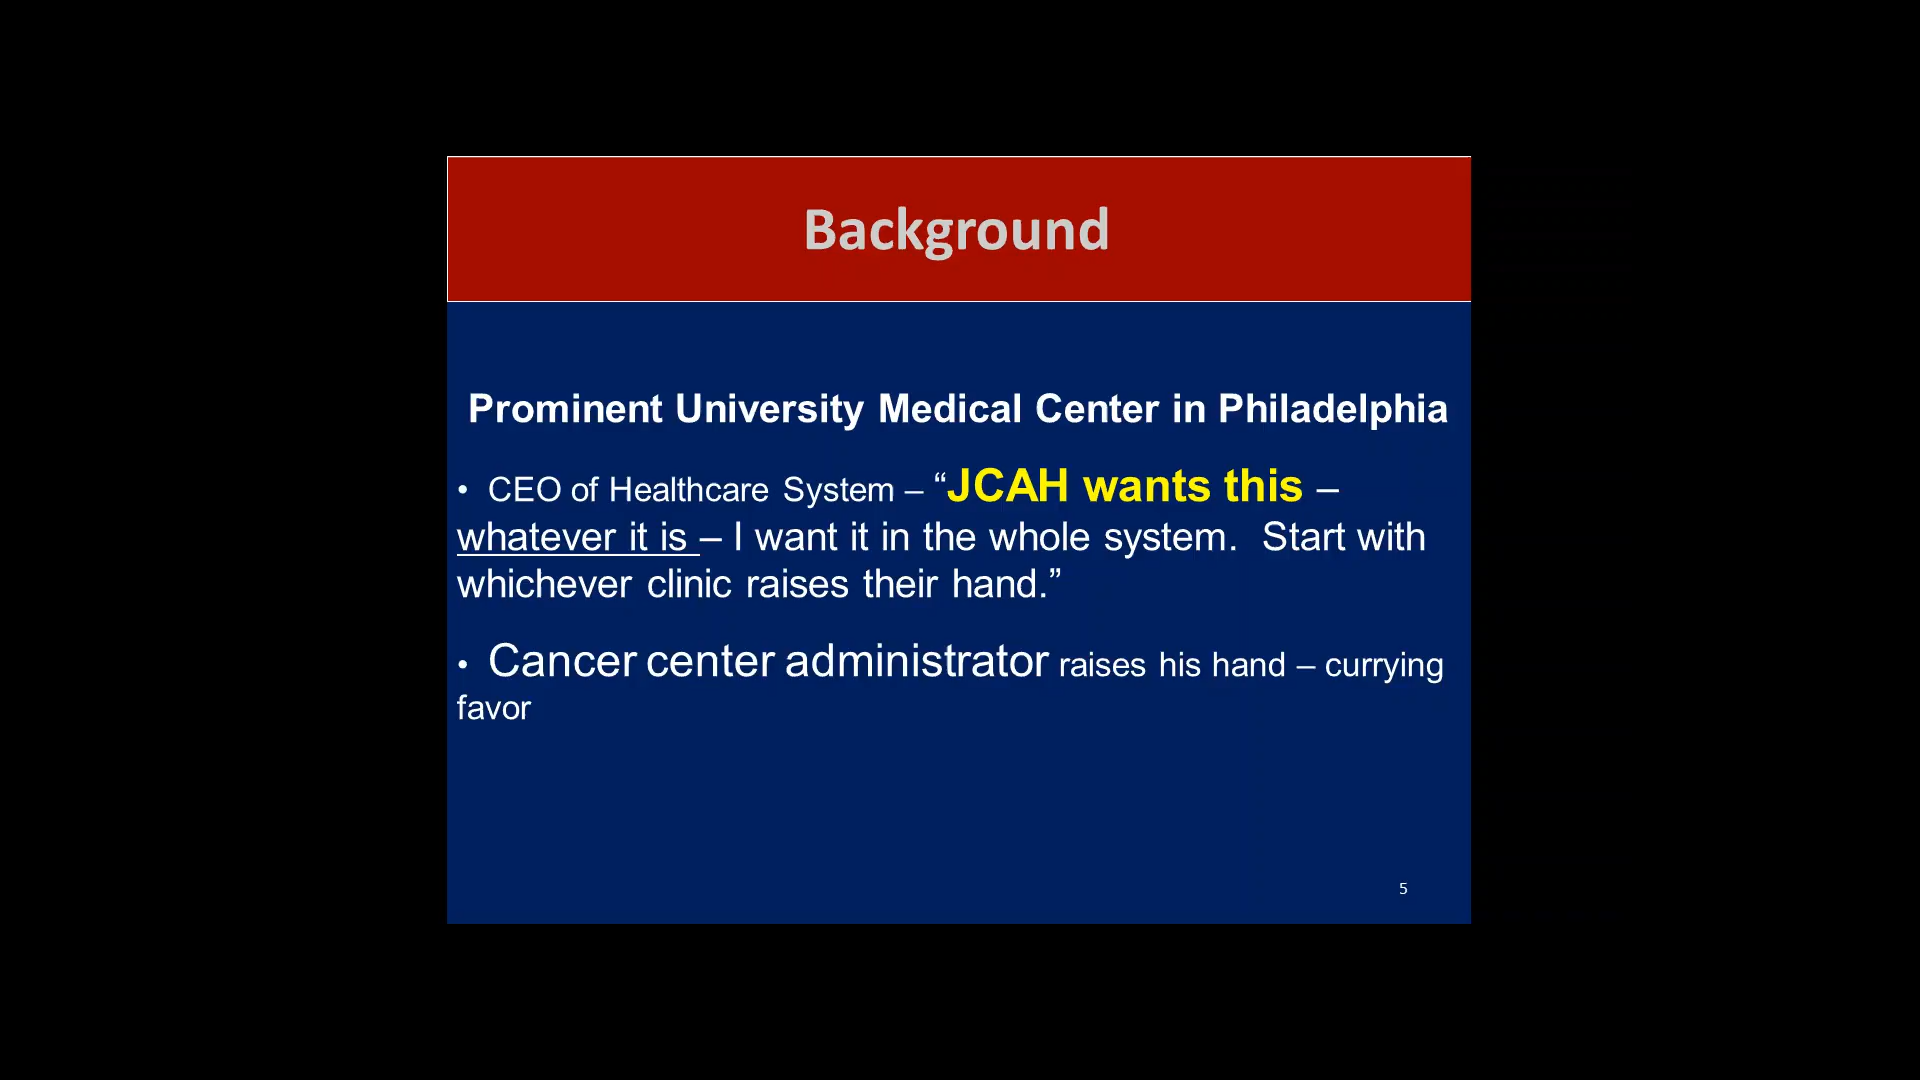 Background
Prominent University Medical Center in Philadelphia
• CEO of Healthcare System – “JCAH wants this –
whatever it is – I want it in the whole system. Start with
whichever clinic raises their hand.”
• Cancer center administrator raises his hand – currying
favor
5